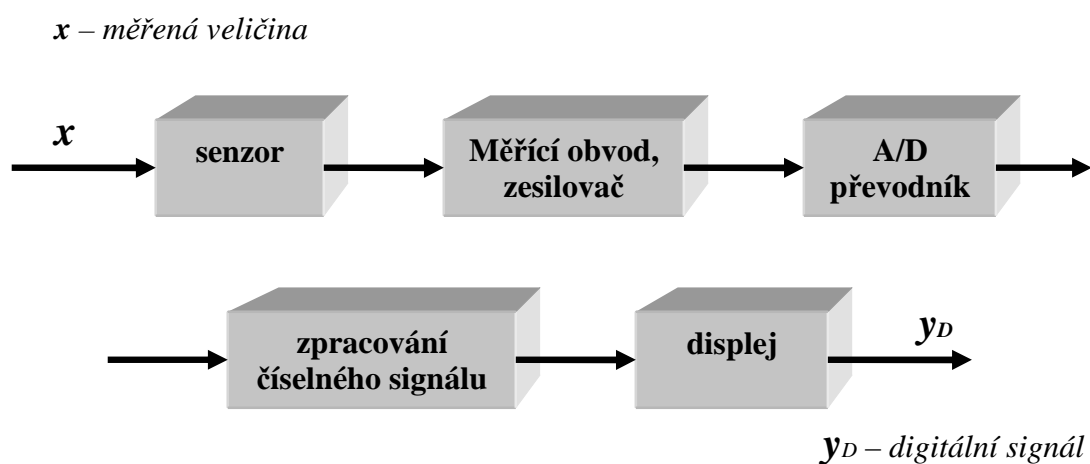 x – měřená veličina
x
senzor
Měřící obvod,
zesilovač
A/D
převodník
zpracování
číselného signálu
displej
yD
yD – digitální signál